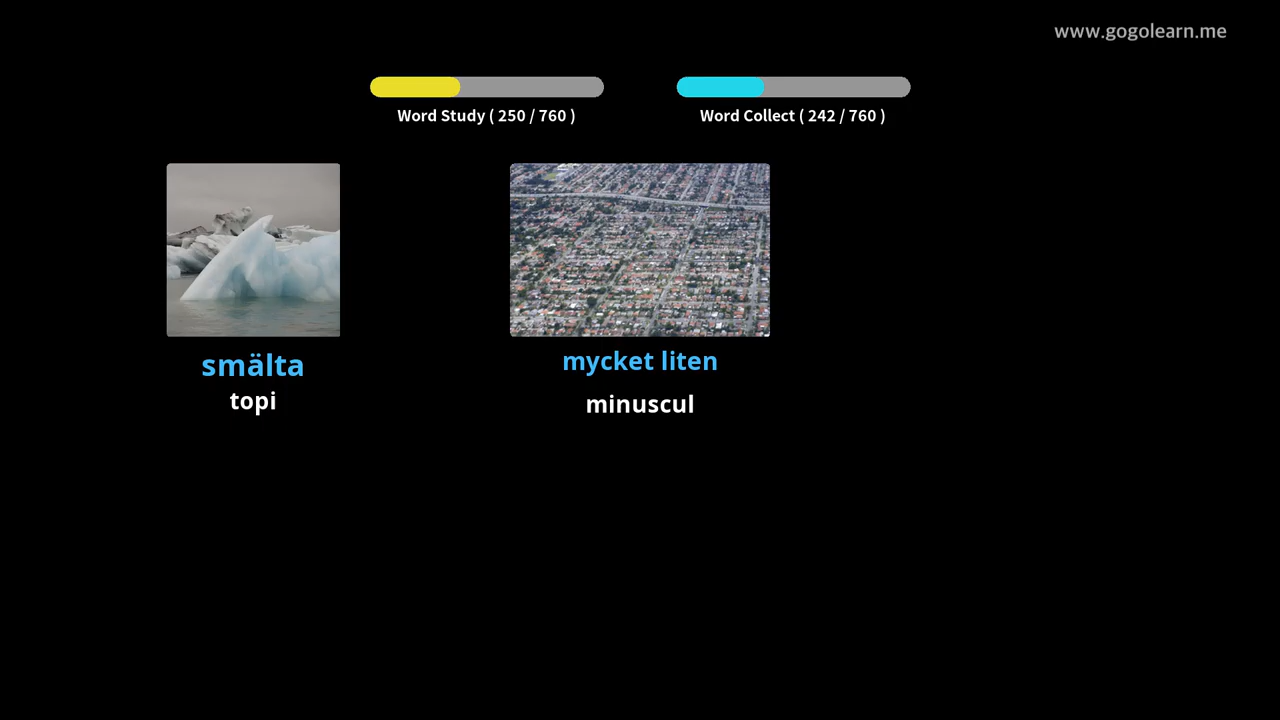 www.gogolearn.me
Word Study ( 250 / 760 )
Word Collect ( 242 / 760 )
smälta
topi
mycket liten
minuscul